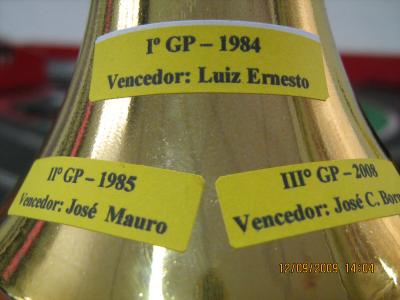 Iº GP – 1984
Vencedor: Luiz Ernesto
IIº GP – 1985
Vencedor: José Mauro
IIIº GP – 2008
Vencedor: José C.
12/09/2009 14:04